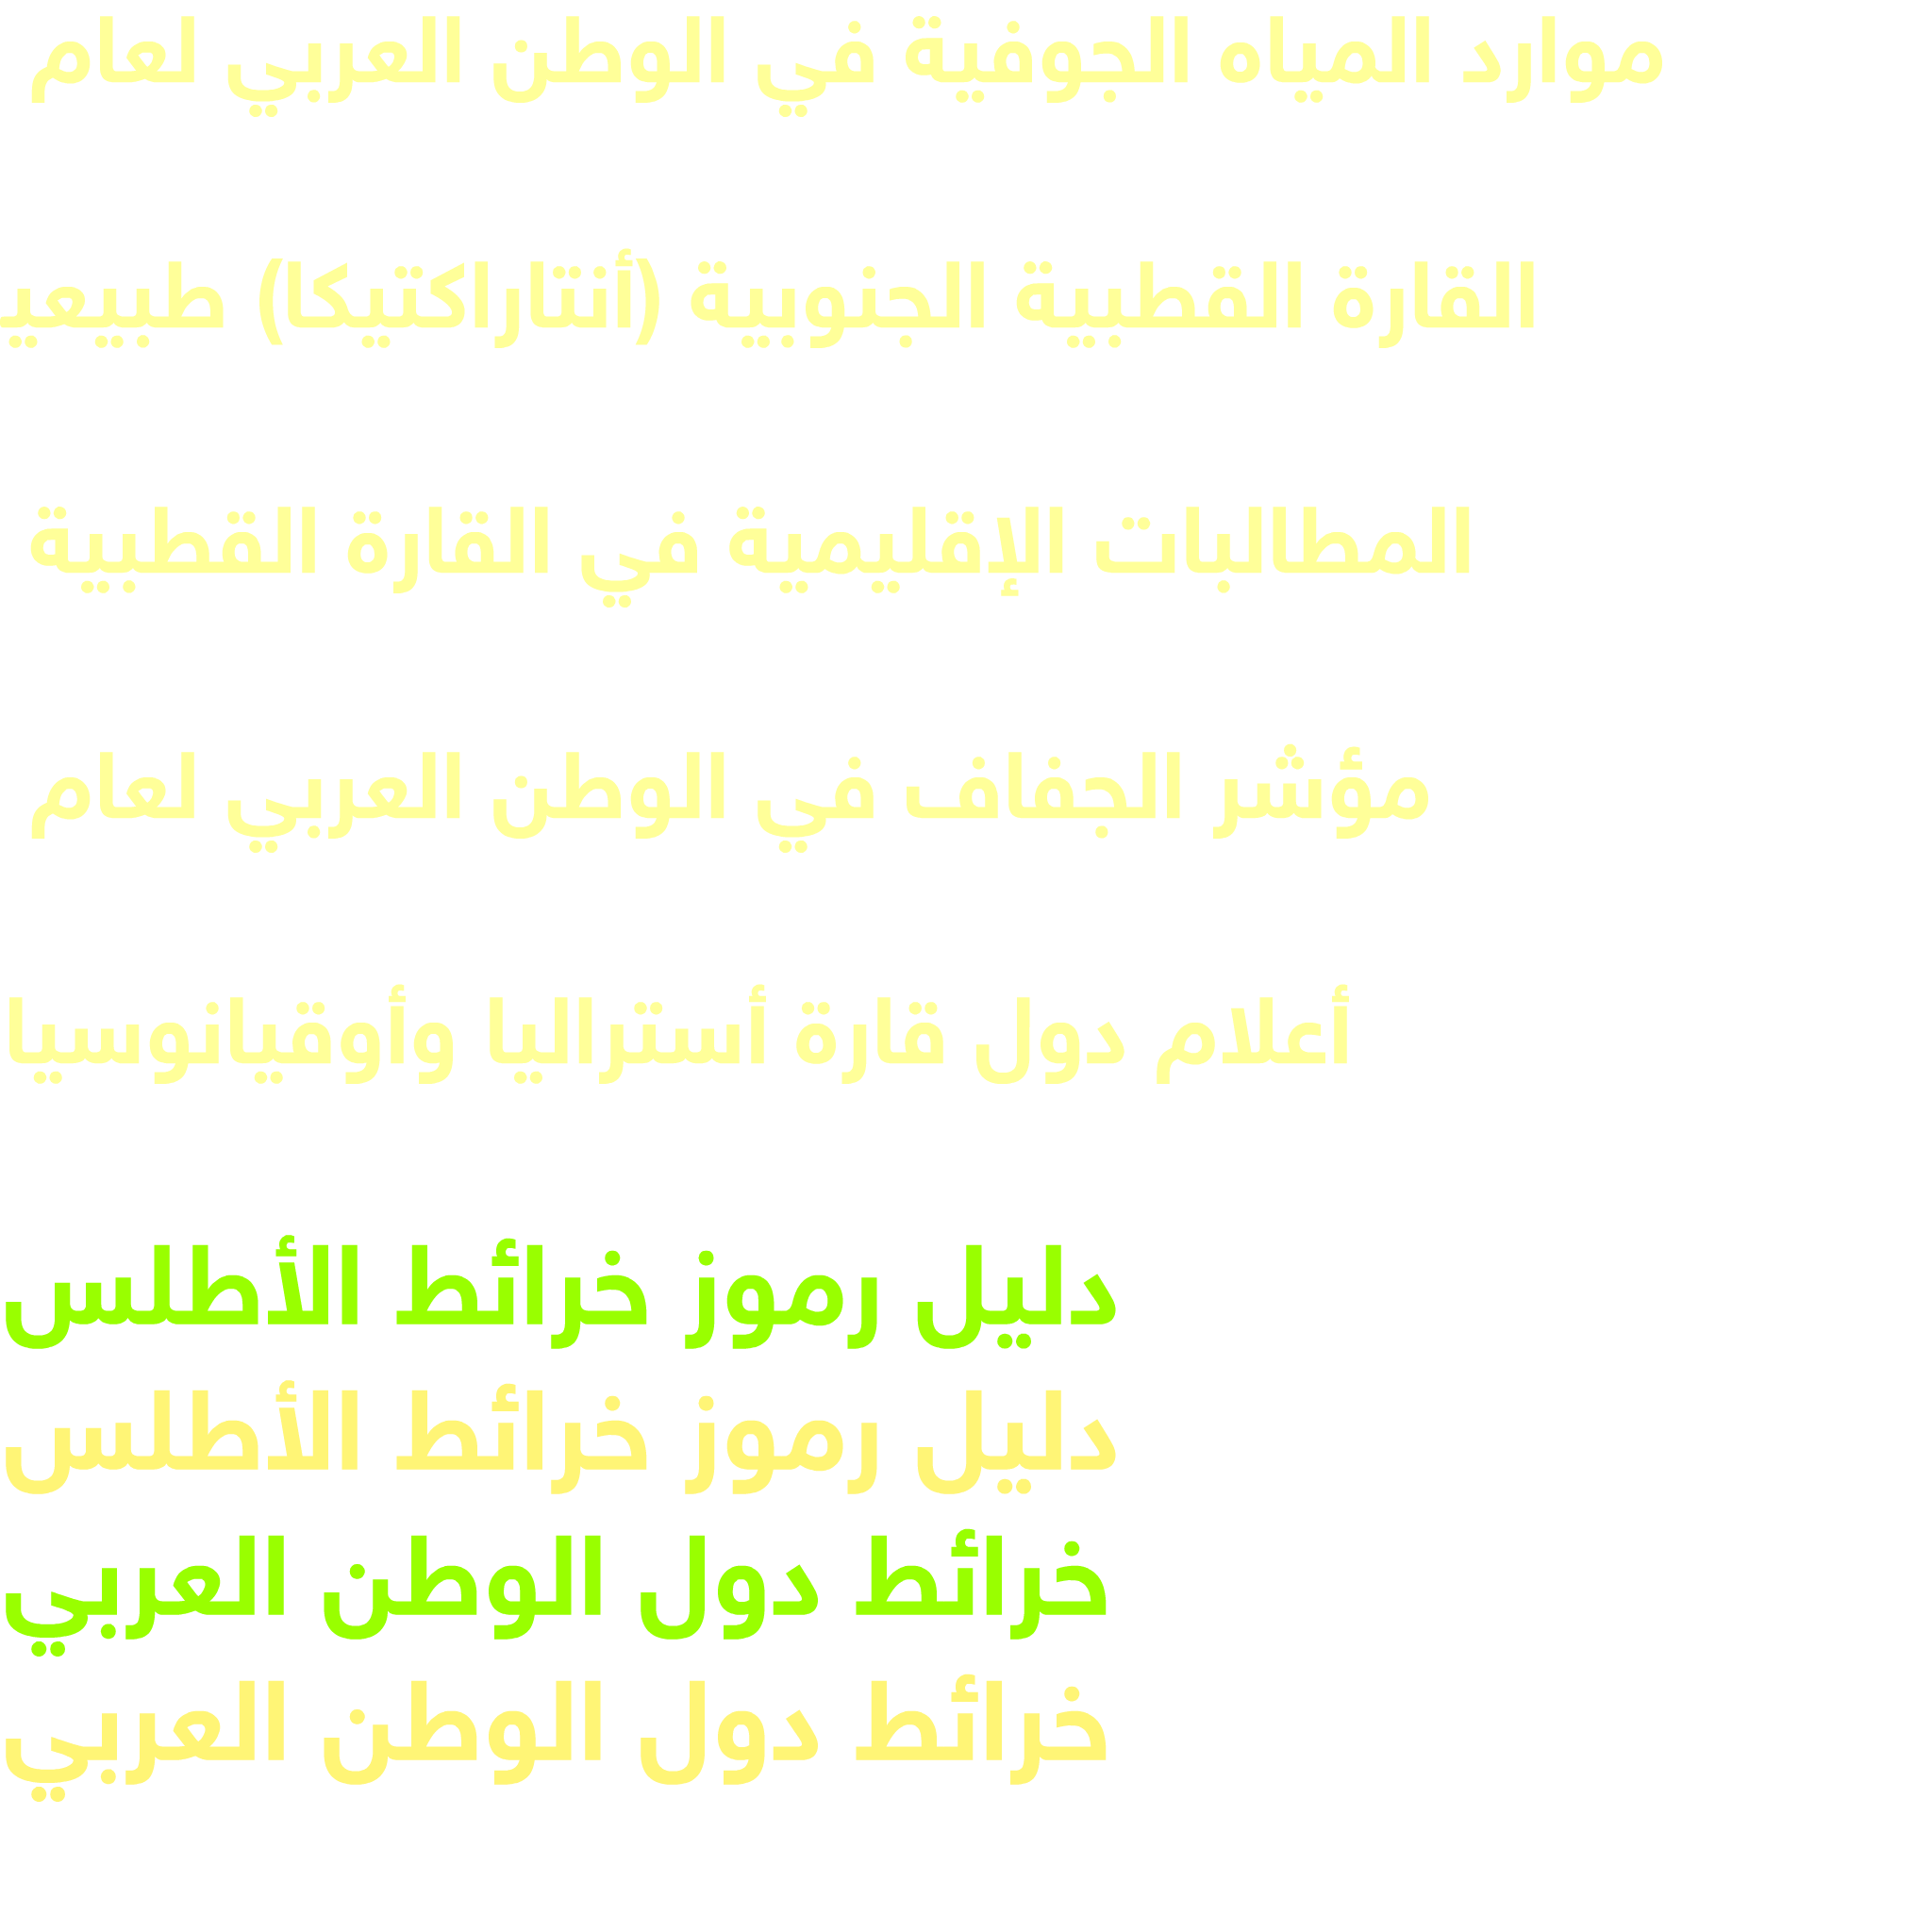 موارد المياه الجوفية في الوطن العربي لعام
القارة القطبية الجنوبية (أنتاراكتيكا) طبيعي
المطالبات الإقليمية في القارة القطبية
مؤشر الجفاف في الوطن العربي لعام
أعلام دول قارة أستراليا وأوقيانوسيا
دليل رموز خرائط الأطلس
دليل رموز خرائط الأطلس
خرائط دول الوطن العربي
خرائط دول الوطن العربي